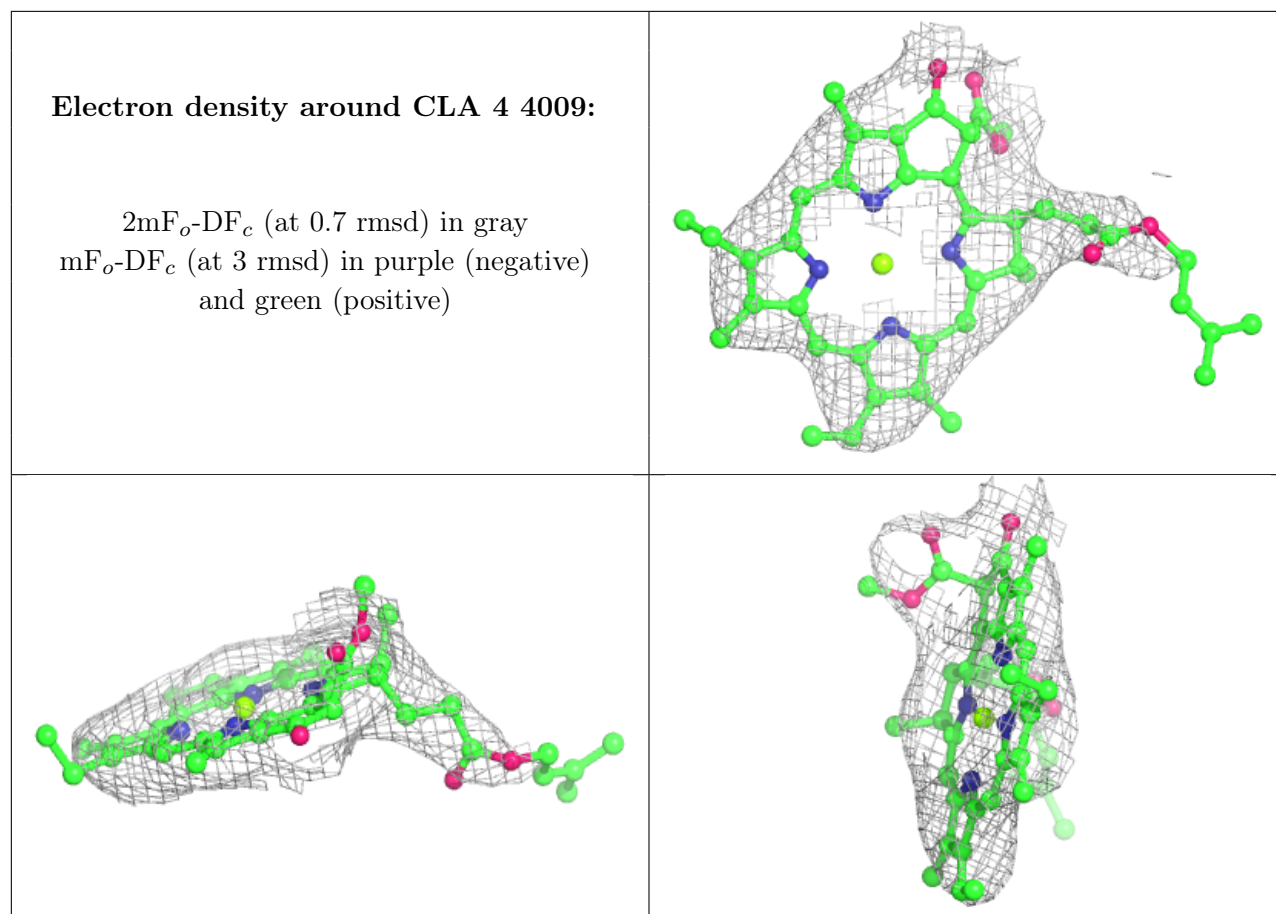 Electron density around CLA 4 4009:
2mFo-DFc (at 0.7 rmsd) in gray
mFo-DFc (at 3 rmsd) in purple (negative)
and green (positive)